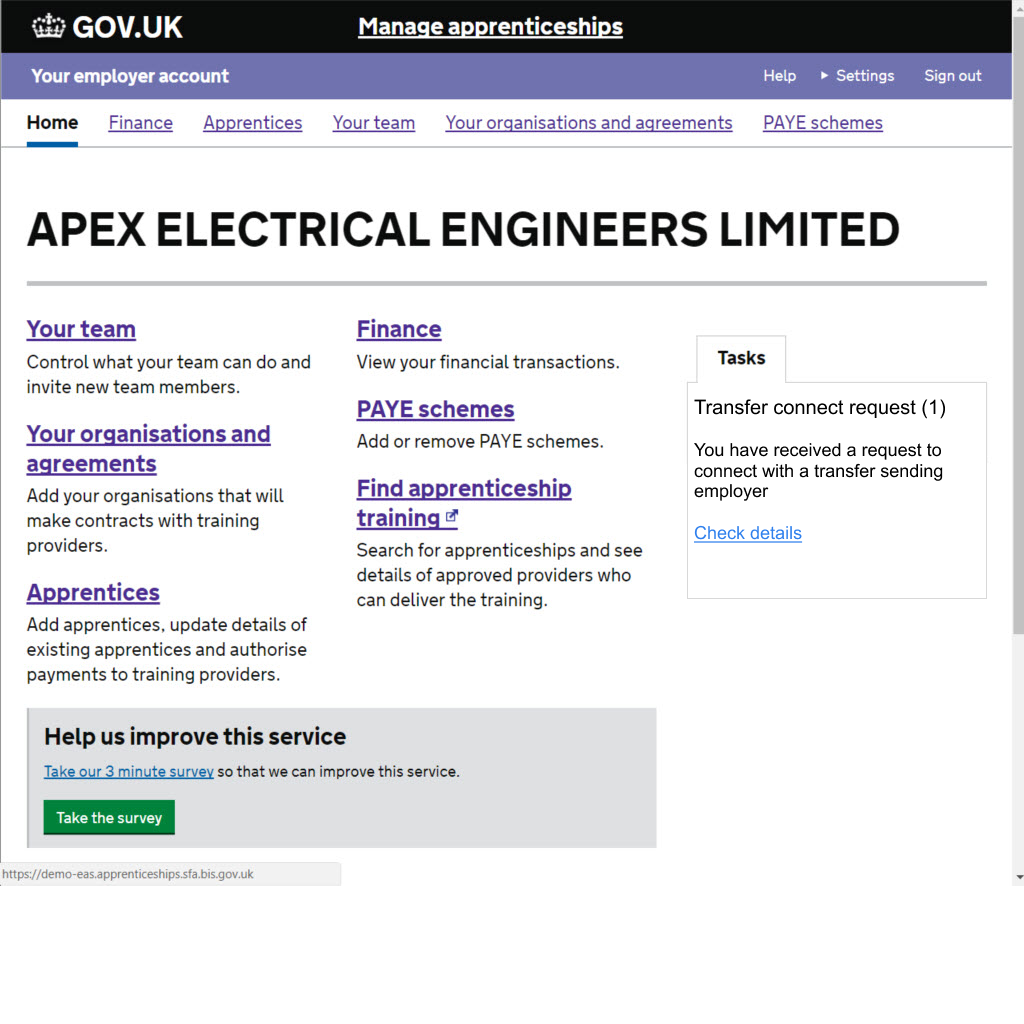 GOV.UK
Manage apprenticeships
Your employer account
Help
Settings
Sign out
Home
Finance
Apprentices
Your team
Your organisations and agreements
PAYE schemes
APEX ELECTRICAL ENGINEERS LIMITED
Your team
Control what your team can do and
invite new team members.
Your organisations and
agreements
Add your organisations that will
make contracts with training
providers.
Apprentices
Add apprentices, update details of
existing apprentices and authorise
payments to training providers.
Finance
View your financial transactions.
PAYE schemes
Add or remove PAYE schemes.
Find apprenticeship
training
Search for apprenticeships and see
details of approved providers who
can deliver the training.
Tasks
Transfer connect request (1)
You have received a request to
connect with a transfer sending
employer
Check details
Help us improve this service
Take our 3 minute survey so that we can improve this service.
Take the survey
https://demo-eas.apprenticeships.sfa.bis.gov.uk